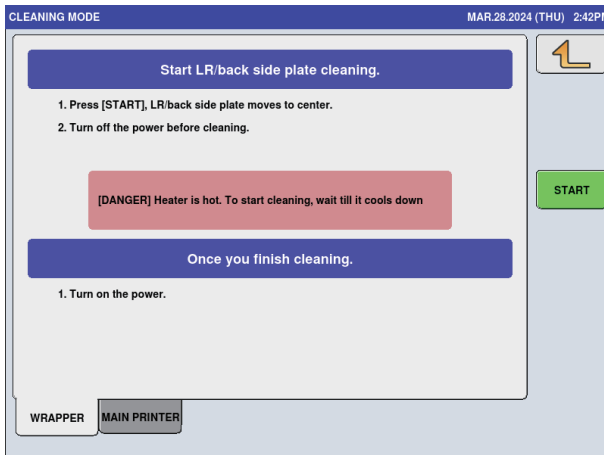 CLEANING MODE
MAR.28.2024 (THU) 2:42P
Start LR/back side plate cleaning.
1. Press [START], LR/back side plate moves to center.
2. Turn off the power before cleaning.
START
[DANGER] Heater is hot. To start cleaning, wait till it cools down
Once you finish cleaning.
1. Turn on the power.
WRAPPER
MAIN PRINTER